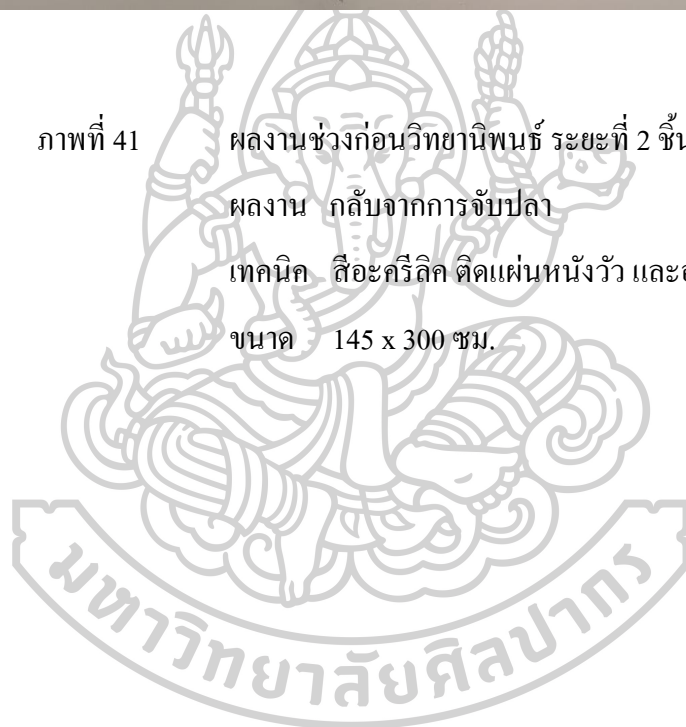 ภาพที่ 41 ผลงานช่วงก่อนวิทยานิพนธ์ ระยะที่ 2
ผลงาน กลับจากการจับปลา
เทคนิค สีอะครีลิค ติดแผ่นหนังวัว และ
ขนาด 145 x 300 ซม.
มหาวิทยาลัยศิลปากร